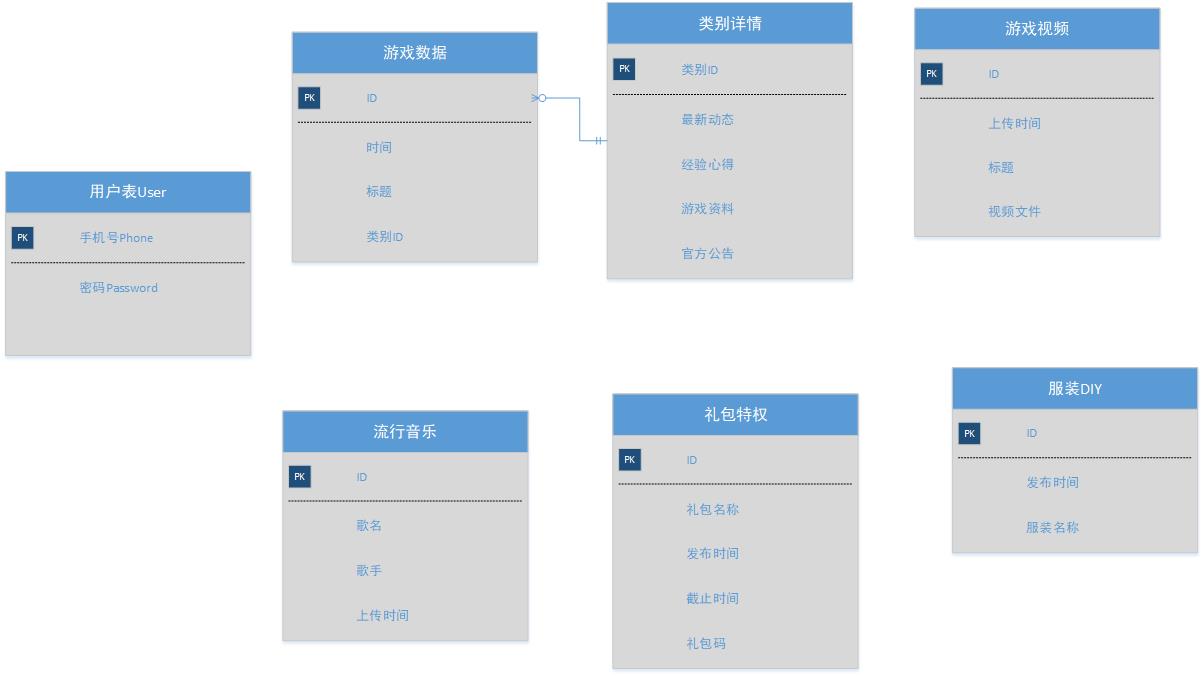 用户表User
PK 手机号Phone
密码Password
游戏数据
PK ID
时间
标题
类别ID
类别详情
PK 类别ID
最新动态
经验心得
游戏资料
官方公告
游戏视频
PK ID
上传时间
标题
视频文件
流行音乐
PK ID
歌名
歌手
上传时间
礼包特权
PK ID
礼包名称
发布时间
截止时间
礼包码
服装DIY
PK ID
发布时间
服装名称